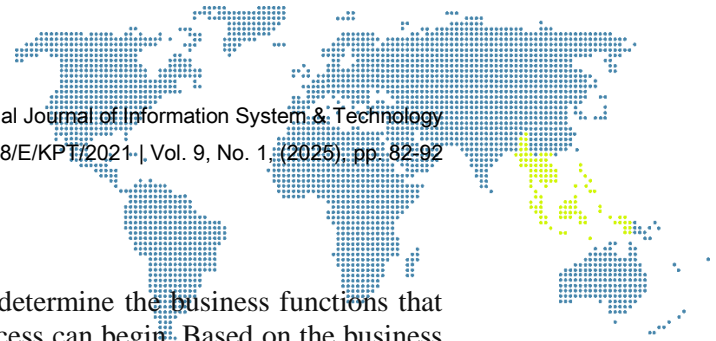 al Journal of Information System & Technology
8/E/KPT/2021 | Vol. 9, No. 1, (2025), pp. 82-92
determine the business functions that
cess can begin. Based on the business